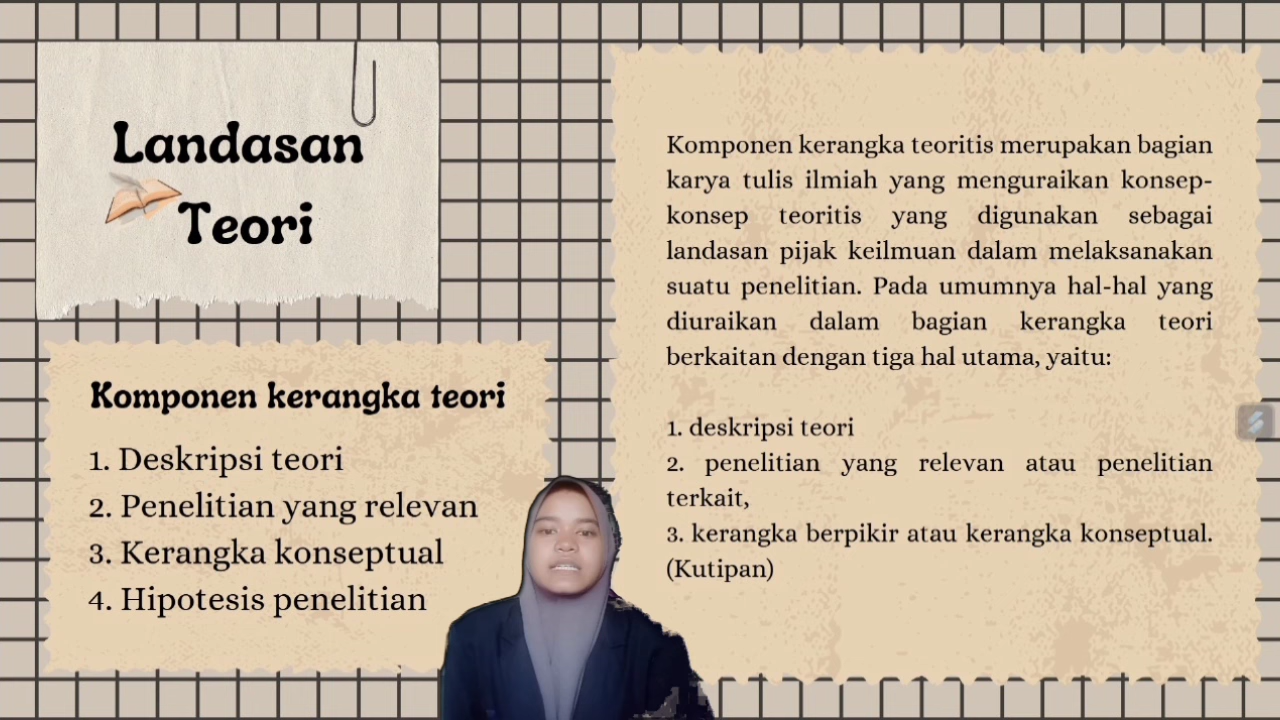 Landasan
Teori
Komponen kerangka teori
1. Deskripsi teori
2. Penelitian yang relevan
3. Kerangka konseptual
4. Hipotesis penelitian
Komponen kerangka teoritis merupakan bagian
karya tulis ilmiah yang menguraikan konsep-
konsep teoritis yang digunakan sebagai
landasan pijak keilmuan dalam melaksanakan
suatu penelitian. Pada umumnya hal-hal yang
diuraikan dalam bagian kerangka teori
berkaitan dengan tiga hal utama, yaitu:
1. deskripsi teori
2. penelitian yang relevan atau penelitian
terkait,
3. kerangka berpikir atau kerangka konseptual.
(Kutipan)